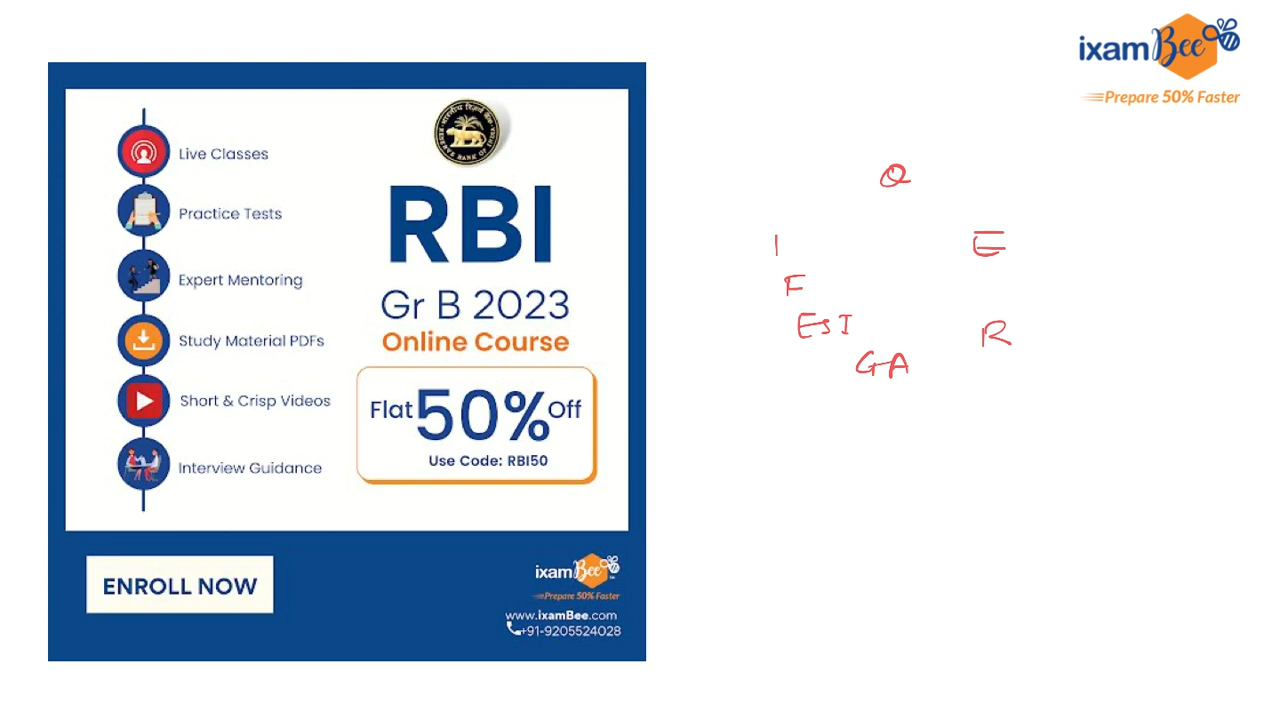 ixamBee
Prepare 50% Faster
Live Classes
Practice Tests
Expert Mentoring
Study Material PDFs
Short & Crisp Videos
Interview Guidance
RBI
Gr B 2023
Online Course
Flat 50% Off
Use Code: RBI50
ENROLL NOW
ixamBee
Prepare 50% Faster
www.ixamBee.com
+91-9205524028
Q
I E
F
ESI R
GA